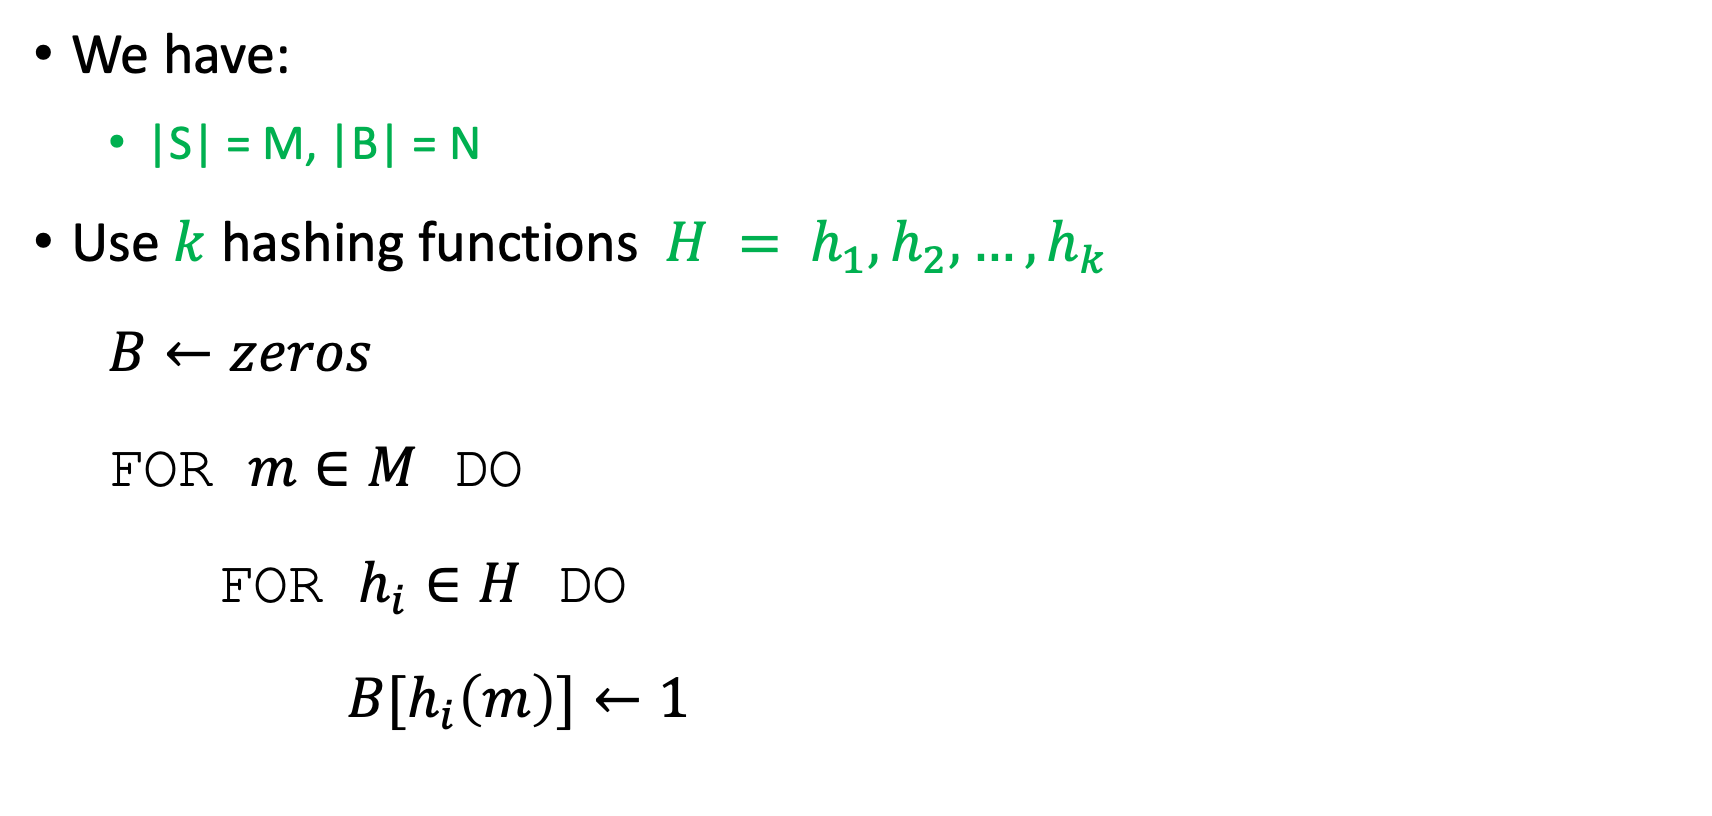 • We have:
• |S| = M, |B| = N
• Use k hashing functions H = h₁, h₂, … , hₖ
B ← zeros
FOR m ∈ M DO
FOR hᵢ ∈ H DO
B[hᵢ(m)] ← 1